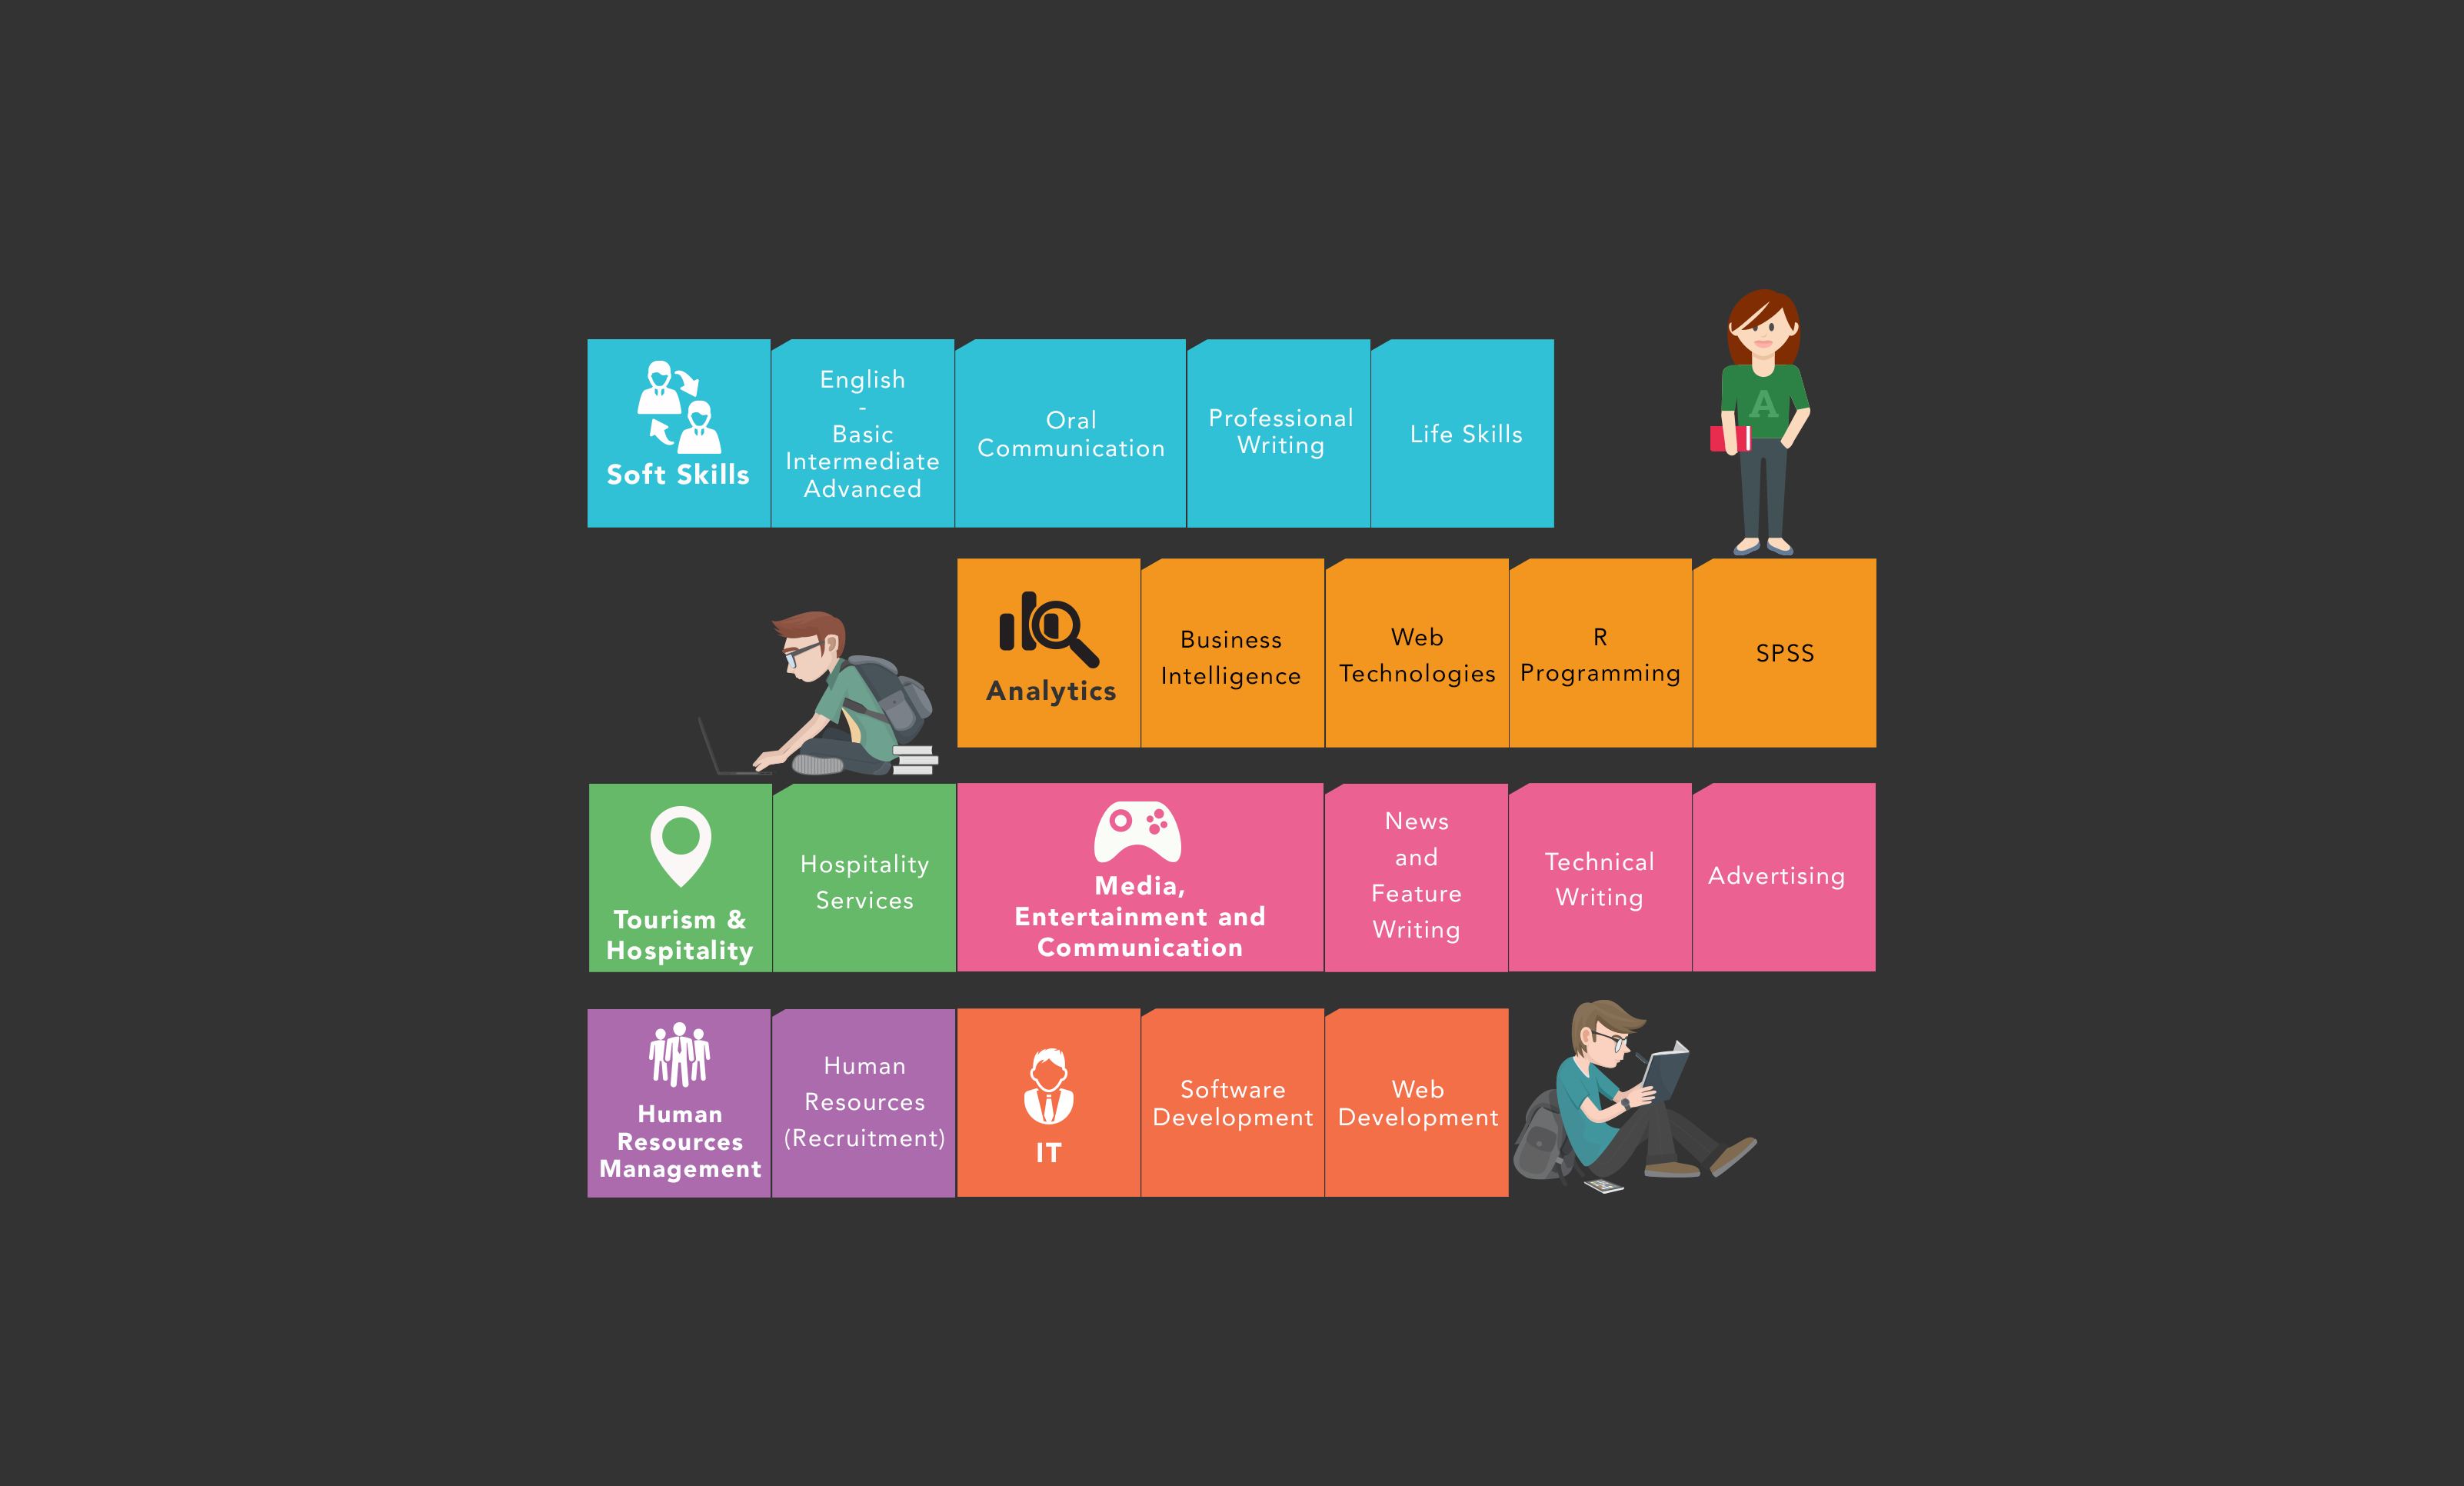 Soft Skills
English
-
Basic
Intermediate
Advanced
Oral
Communication
Professional
Writing
Life Skills
A
Analytics
Business
Intelligence
Web
Technologies
R
Programming
SPSS
Tourism &
Hospitality
Hospitality
Services
Media,
Entertainment and
Communication
News
and
Feature
Writing
Technical
Writing
Advertising
Human
Resources
Management
Human
Resources
(Recruitment)
IT
Software
Development
Web
Development